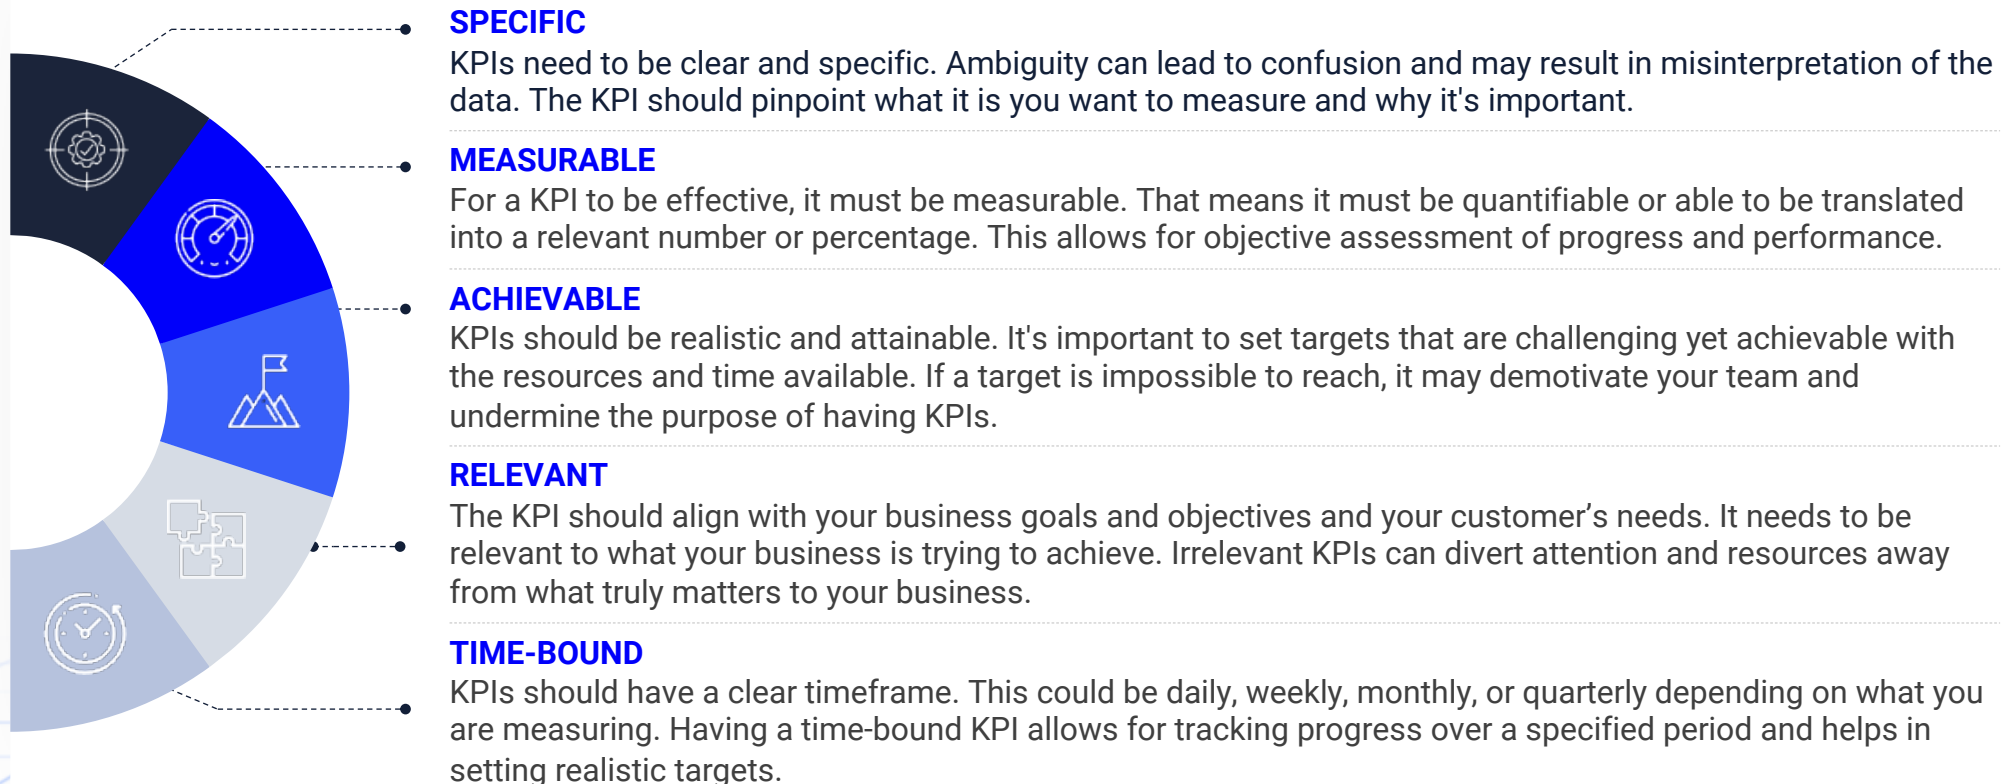 SPECIFIC
KPIs need to be clear and specific. Ambiguity can lead to confusion and may result in misinterpretation of the
data. The KPI should pinpoint what it is you want to measure and why it's important.
MEASURABLE
For a KPI to be effective, it must be measurable. That means it must be quantifiable or able to be translated
into a relevant number or percentage. This allows for objective assessment of progress and performance.
ACHIEVABLE
KPIs should be realistic and attainable. It's important to set targets that are challenging yet achievable with
the resources and time available. If a target is impossible to reach, it may demotivate your team and
undermine the purpose of having KPIs.
RELEVANT
The KPI should align with your business goals and objectives and your customer’s needs. It needs to be
relevant to what your business is trying to achieve. Irrelevant KPIs can divert attention and resources away
from what truly matters to your business.
TIME-BOUND
KPIs should have a clear timeframe. This could be daily, weekly, monthly, or quarterly depending on what you
are measuring. Having a time-bound KPI allows for tracking progress over a specified period and helps in
setting realistic targets.